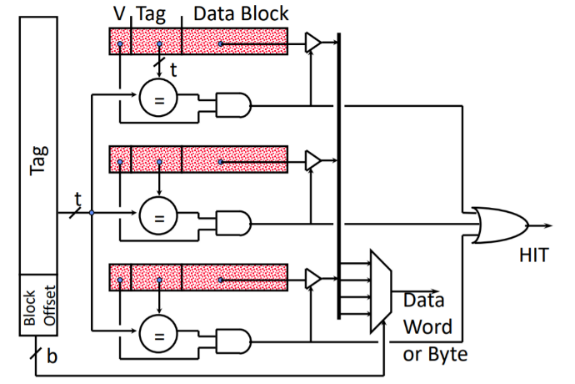 V Tag Data Block
t
=
Tag
t
=
HIT
Block
Offset
=
Data
Word
or Byte
b